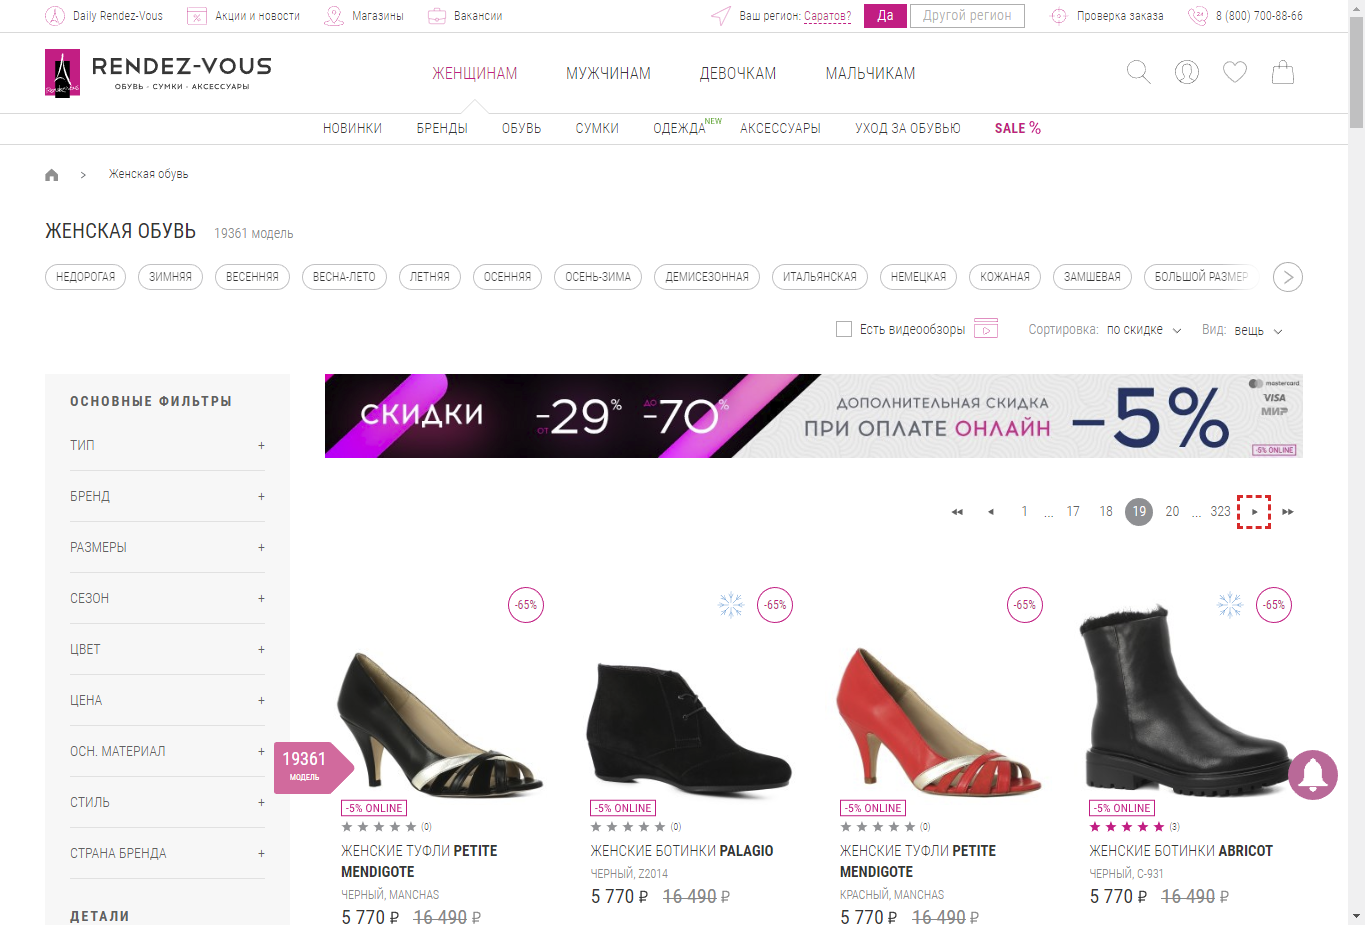 Daily Rendez-Vous
Акции и новости
Магазины
Вакансии
Ваш регион: Саратов?
Да
Другой регион
Проверка заказа
8 (800) 700-88-66
RENDEZ-VOUS
ОБУВЬ · СУМКИ · АКСЕССУАРЫ
ЖЕНЩИНАМ
МУЖЧИНАМ
ДЕВОЧКАМ
МАЛЬЧИКАМ
НОВИНКИ
БРЕНДЫ
ОБУВЬ
СУМКИ
ОДЕЖДА NEW
АКСЕССУАРЫ
УХОД ЗА ОБУВЬЮ
SALE %
> Женская обувь
ЖЕНСКАЯ ОБУВЬ 19361 модель
НЕДОРОГАЯ
ЗИМНЯЯ
ВЕСЕННЯЯ
ВЕСНА-ЛЕТО
ЛЕТНЯЯ
ОСЕННЯЯ
ОСЕНЬ-ЗИМА
ДЕМИСЕЗОННАЯ
ИТАЛЬЯНСКАЯ
НЕМЕЦКАЯ
КОЖАНАЯ
ЗАМШЕВАЯ
БОЛЬШОЙ РАЗМЕР
Есть видеообзоры
Сортировка: по скидке
Вид: вещь
ОСНОВНЫЕ ФИЛЬТРЫ
ТИП +
БРЕНД +
РАЗМЕРЫ +
СЕЗОН +
ЦВЕТ +
ЦЕНА +
ОСН. МАТЕРИАЛ +
СТИЛЬ +
СТРАНА БРЕНДА +
ДЕТАЛИ
19361
МОДЕЛЬ
СКИДКИ ОТ -29% ДО -70%
ДОПОЛНИТЕЛЬНАЯ СКИДКА
ПРИ ОПЛАТЕ ОНЛАЙН
-5%
mastercard
VISA
МИР
-5% ONLINE
1 ... 17 18 19 20 ... 323
-65%
-5% ONLINE
(0)
ЖЕНСКИЕ ТУФЛИ PETITE
MENDIGOTE
ЧЕРНЫЙ, MANCHAS
5 770 ₽ 16 490 ₽
-65%
-5% ONLINE
(0)
ЖЕНСКИЕ БОТИНКИ PALAGIO
ЧЕРНЫЙ, Z2014
5 770 ₽ 16 490 ₽
-65%
-5% ONLINE
(0)
ЖЕНСКИЕ ТУФЛИ PETITE
MENDIGOTE
КРАСНЫЙ, MANCHAS
5 770 ₽ 16 490 ₽
-65%
-5% ONLINE
(3)
ЖЕНСКИЕ БОТИНКИ ABRICOT
ЧЕРНЫЙ, C-931
5 770 ₽ 16 490 ₽